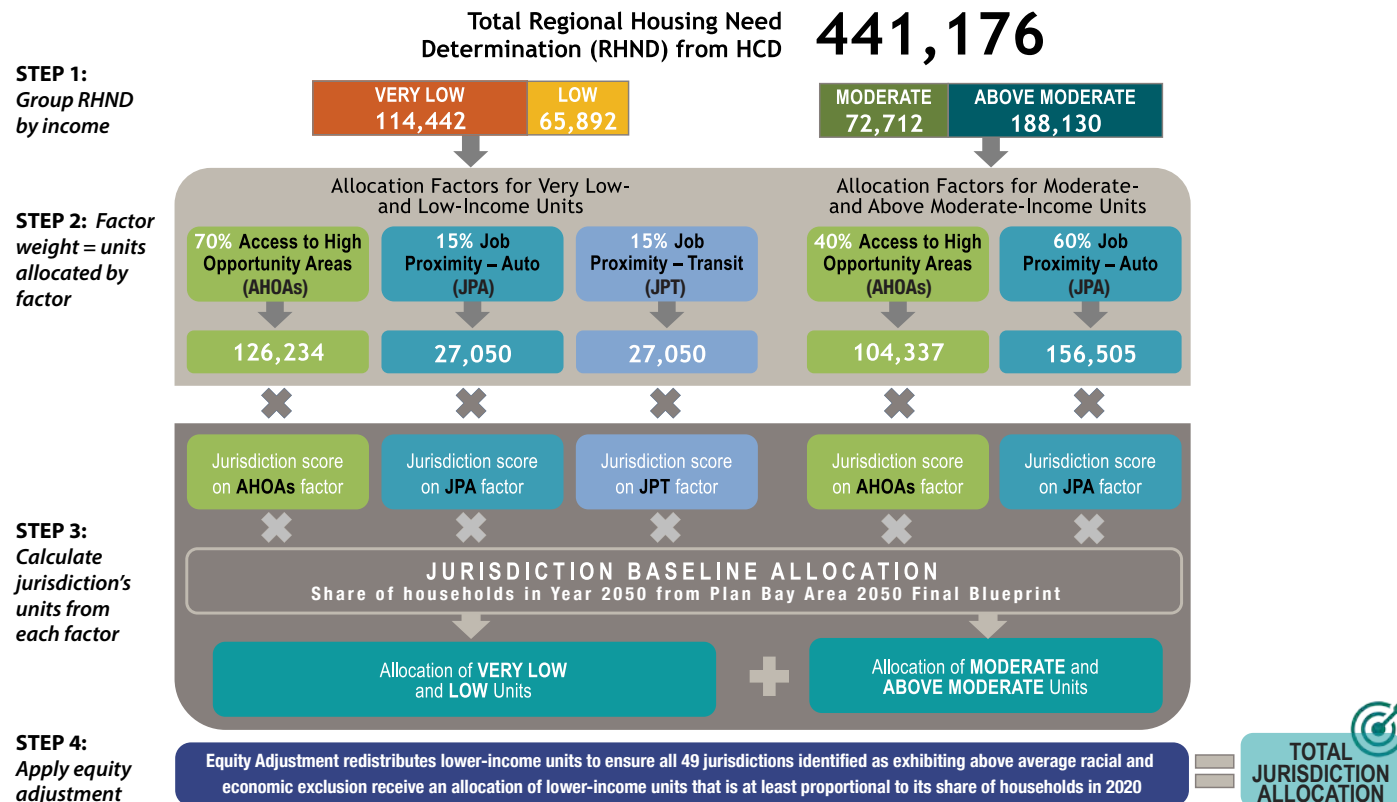 Total Regional Housing Need
Determination (RHND) from HCD
441,176
STEP 1:
Group RHND
by income
VERY LOW
114,442
LOW
65,892
MODERATE
72,712
ABOVE MODERATE
188,130
STEP 2: Factor
weight = units
allocated by
factor
Allocation Factors for Very Low-
and Low-Income Units
70% Access to High
Opportunity Areas
(AHOAs)
15% Job
Proximity – Auto
(JPA)
15% Job
Proximity – Transit
(JPT)
126,234
27,050
27,050
Allocation Factors for Moderate-
and Above Moderate-Income Units
40% Access to High
Opportunity Areas
(AHOAs)
60% Job
Proximity – Auto
(JPA)
104,337
156,505
STEP 3:
Calculate
jurisdiction's
units from
each factor
Jurisdiction score
on AHOAs factor
Jurisdiction score
on JPA factor
Jurisdiction score
on JPT factor
Jurisdiction score
on AHOAs factor
Jurisdiction score
on JPA factor
JURISDICTION BASELINE ALLOCATION
Share of households in Year 2050 from Plan Bay Area 2050 Final Blueprint
Allocation of VERY LOW
and LOW Units
Allocation of MODERATE and
ABOVE MODERATE Units
STEP 4:
Apply equity
adjustment
Equity Adjustment redistributes lower-income units to ensure all 49 jurisdictions identified as exhibiting above average racial and
economic exclusion receive an allocation of lower-income units that is at least proportional to its share of households in 2020
TOTAL
JURISDICTION
ALLOCATION